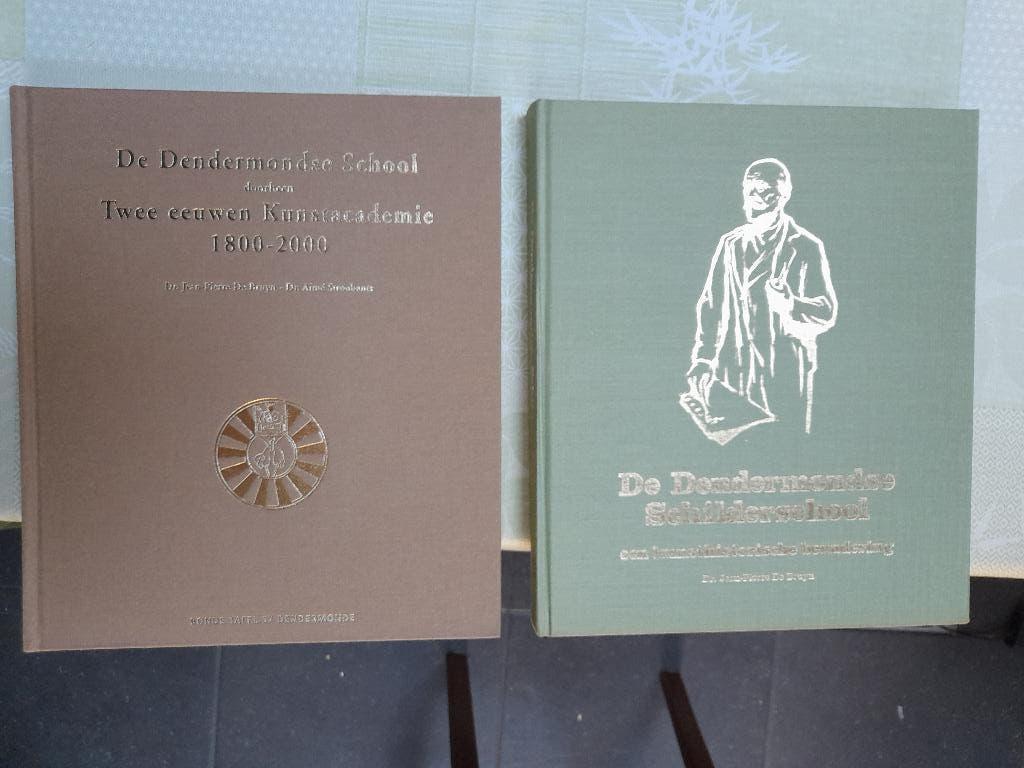 De Dendermondse School
doorheen
Twee eeuwen Kunstacademie
1800-2000
Dr. Jean-Pierre De Bruyn - Dr. Aimé Stroobants
RONDE TAFEL 37 DENDERMONDE
De Dendermondse
Schilderschool
een kunsthistorische benadering
Dr. Jean-Pierre De Bruyn